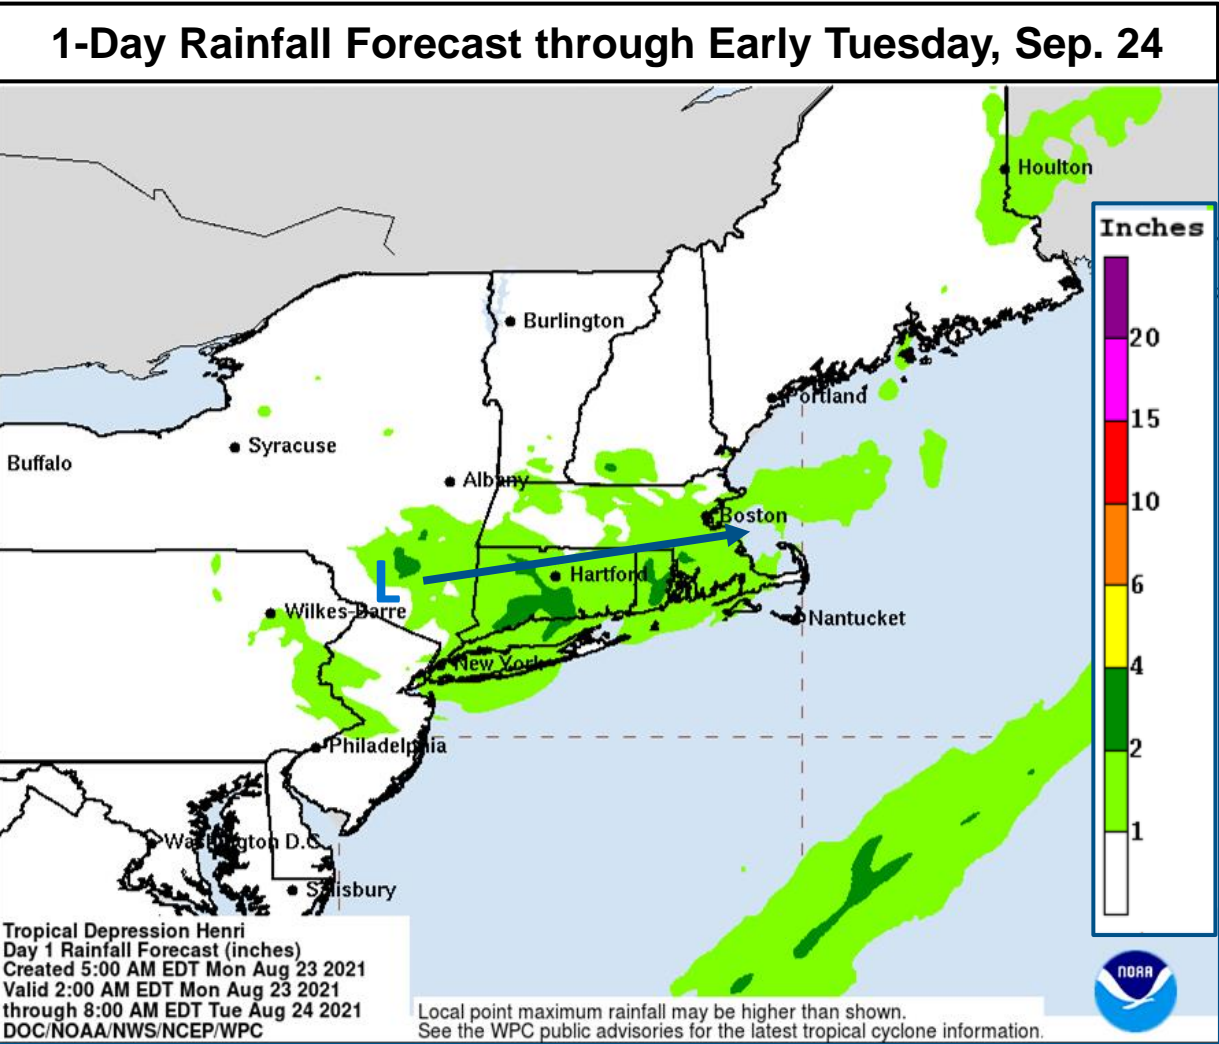 1-Day Rainfall Forecast through Early Tuesday, Sep. 24
Houlton
Inches
Burlington
20
Portland
15
Syracuse
Buffalo
Albany
10
Boston
L
Hartford
6
Wilkes-Barre
Nantucket
New York
4
Philadelphia
2
1
Washington D.C.
Salisbury
Tropical Depression Henri
Day 1 Rainfall Forecast (inches)
Created 5:00 AM EDT Mon Aug 23 2021
Valid 2:00 AM EDT Mon Aug 23 2021
through 8:00 AM EDT Tue Aug 24 2021
DOC/NOAA/NWS/NCEP/WPC
Local point maximum rainfall may be higher than shown.
See the WPC public advisories for the latest tropical cyclone information.
NOAA